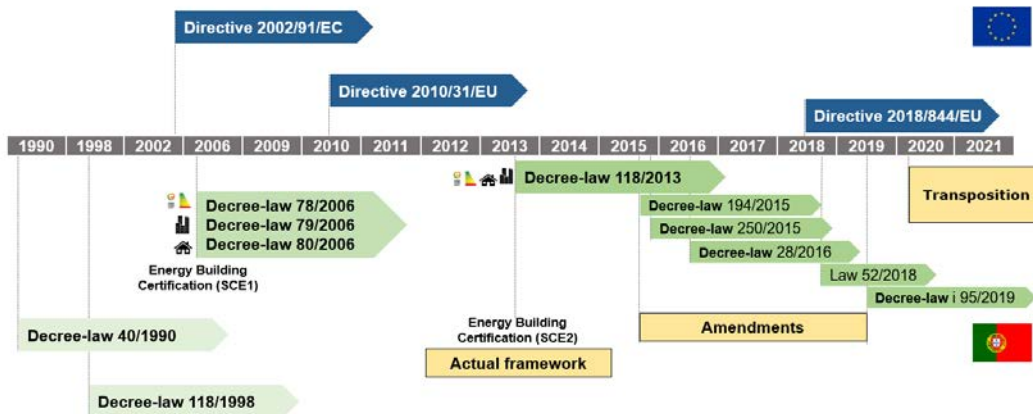 Directive 2002/91/EC
Directive 2010/31/EU
Directive 2018/844/EU
1990 1998 2002 2006 2009 2010 2011 2012 2013 2014 2015 2016 2017 2018 2019 2020 2021
Decree-law 118/2013
Transposition
Decree-law 78/2006
Decree-law 79/2006
Decree-law 80/2006
Decree-law 194/2015
Decree-law 250/2015
Decree-law 28/2016
Energy Building
Certification (SCE1)
Law 52/2018
Decree-law i 95/2019
Decree-law 40/1990
Energy Building
Certification (SCE2)
Amendments
Actual framework
Decree-law 118/1998